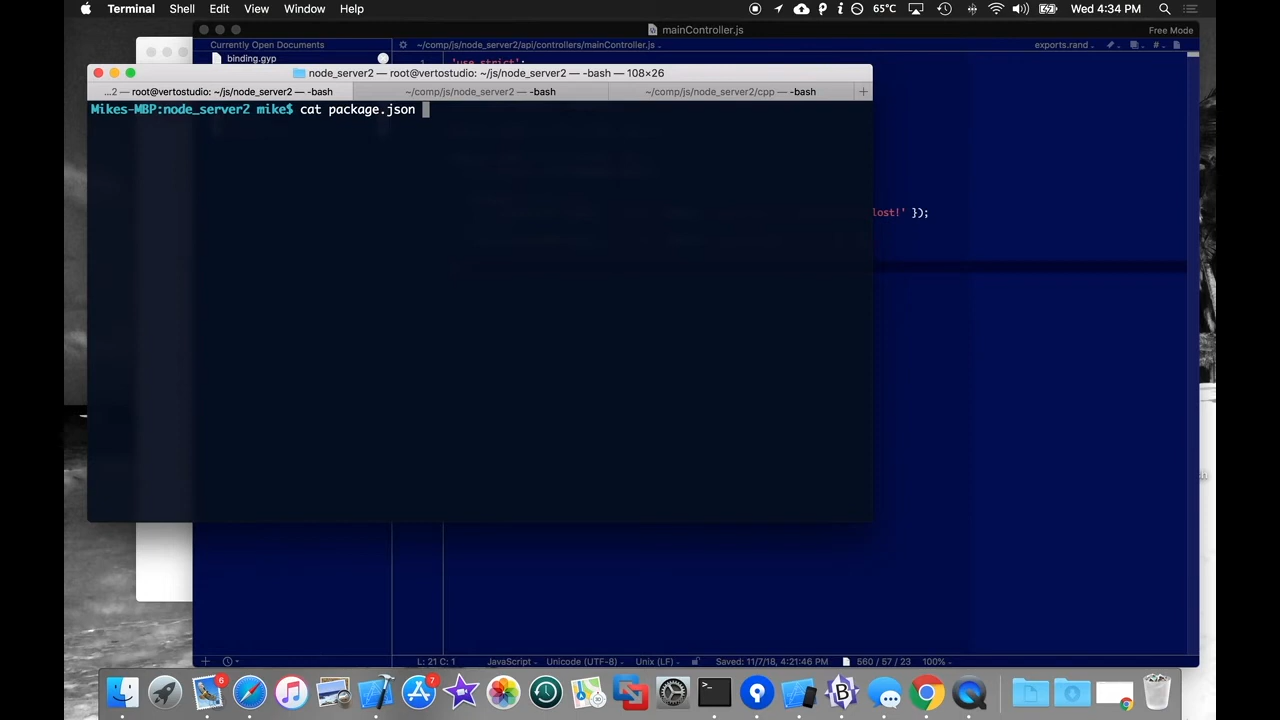 Terminal Shell Edit View Window Help 65°C Wed 4:34 PM
mainController.js
Free Mode
Currently Open Documents ~/comp/js/node_server2/api/controllers/mainController.js exports.rand
binding.gyp
1 'use strict';
node_server2 — root@vertostudio: ~/js/node_server2 — -bash — 108×26
...2 — root@vertostudio: ~/js/node_server2 — -bash ~/comp/js/node_server2 — -bash ~/comp/js/node_server2/cpp — -bash
Mikes-MBP:node_server2 mike$ cat package.json
lost!' });
L: 21 C: 1 JavaScript Unicode (UTF-8) Unix (LF) Saved: 11/7/18, 4:21:46 PM 560 / 57 / 23 100%
6
7